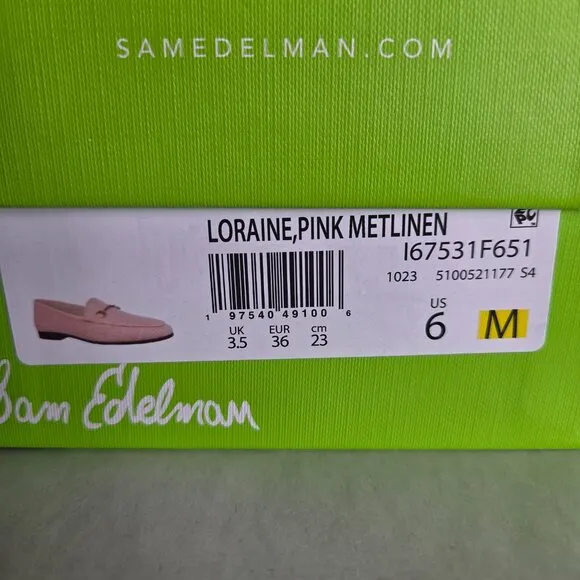 SAMEDELMAN.COM
LORAINE,PINK METLINEN
I67531F651
1023 5100521177 S4
1 97540 49100 6
UK EUR cm
3.5 36 23
US
6 M
Sam Edelman